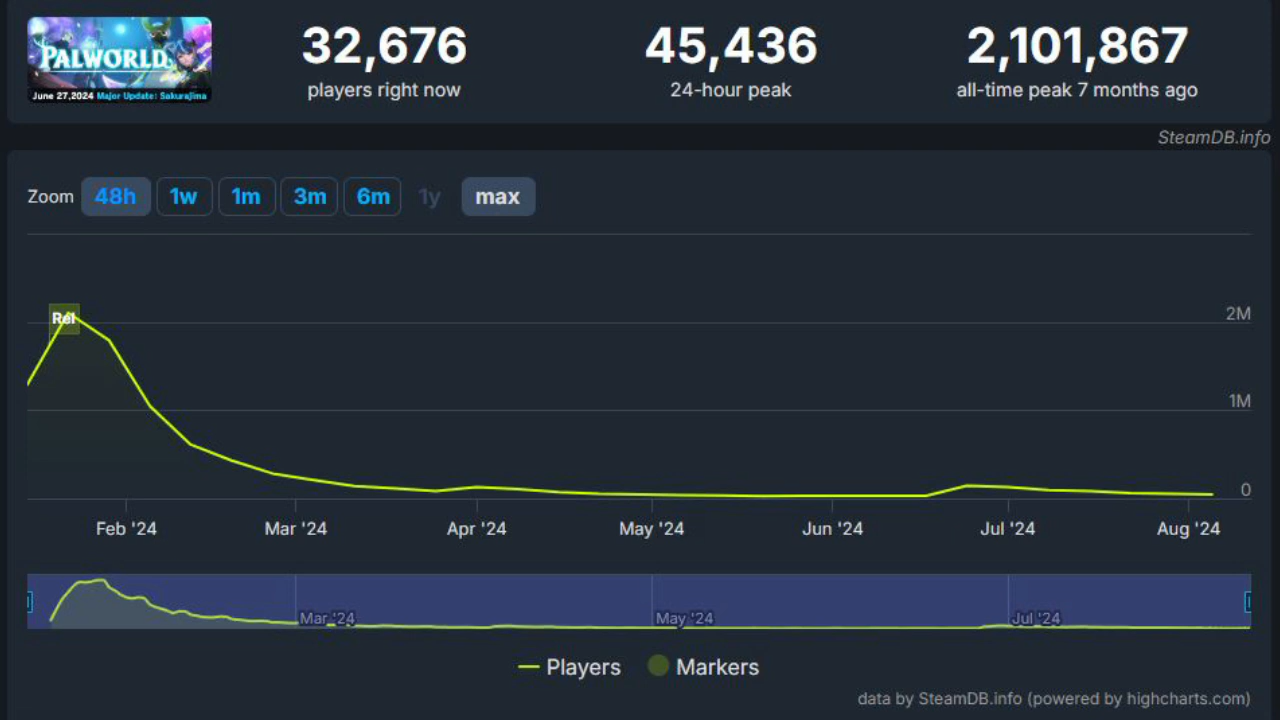 PALWORLD
June 27,2024 Major Update: Sakurajima
32,676
players right now
45,436
24-hour peak
2,101,867
all-time peak 7 months ago
SteamDB.info
Zoom 48h 1w 1m 3m 6m 1y max
Rel
2M
1M
0
Feb '24 Mar '24 Apr '24 May '24 Jun '24 Jul '24 Aug '24
Mar '24 May '24 Jul '24
Players Markers
data by SteamDB.info (powered by highcharts.com)